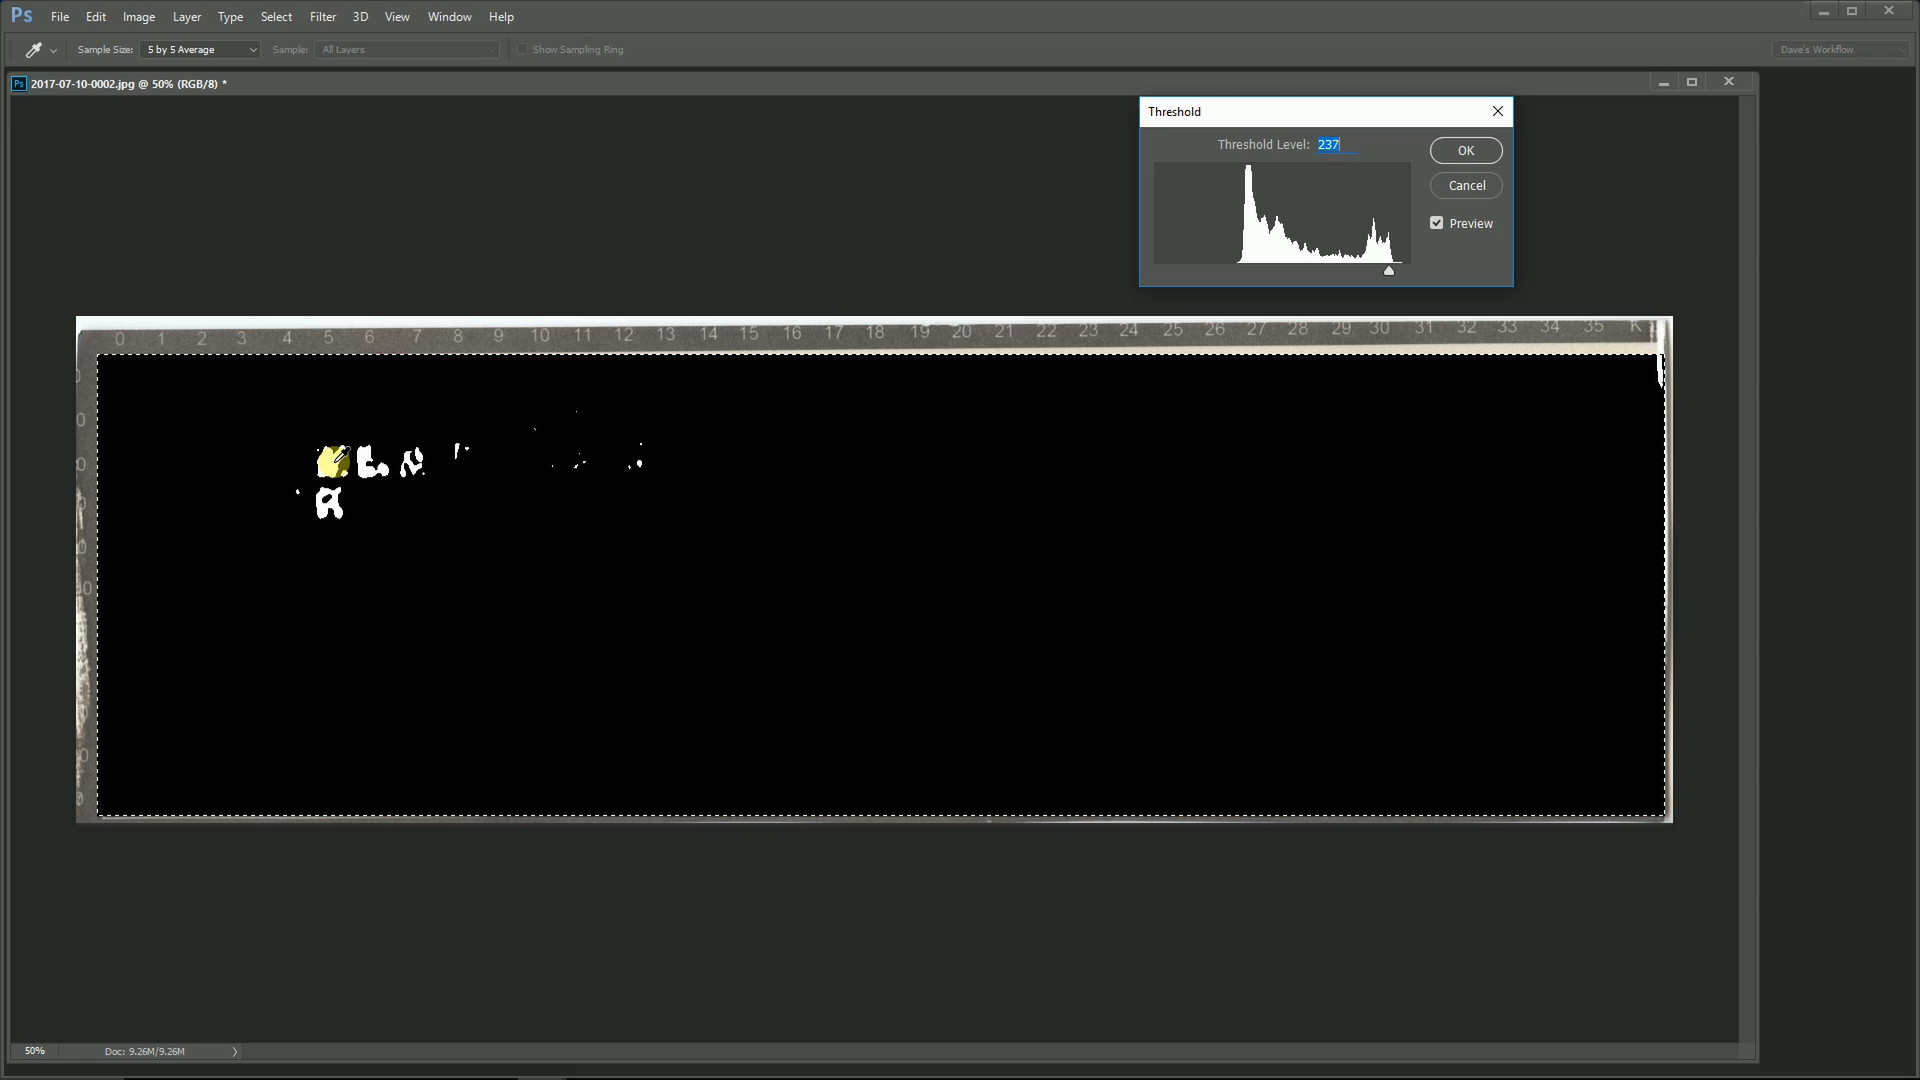 Ps File Edit Image Layer Type Select Filter 3D View Window Help
Sample Size: 5 by 5 Average Sample: All Layers Show Sampling Ring Dave's Workflow
Ps 2017-07-10-0002.jpg @ 50% (RGB/8) *
Threshold
Threshold Level: 237
OK
Cancel
Preview
0 1 2 3 4 5 6 7 8 9 10 11 12 13 14 15 16 17 18 19 20 21 22 23 24 25 26 27 28 29 30 31 32 33 34 35 K
50% Doc: 9.26M/9.26M